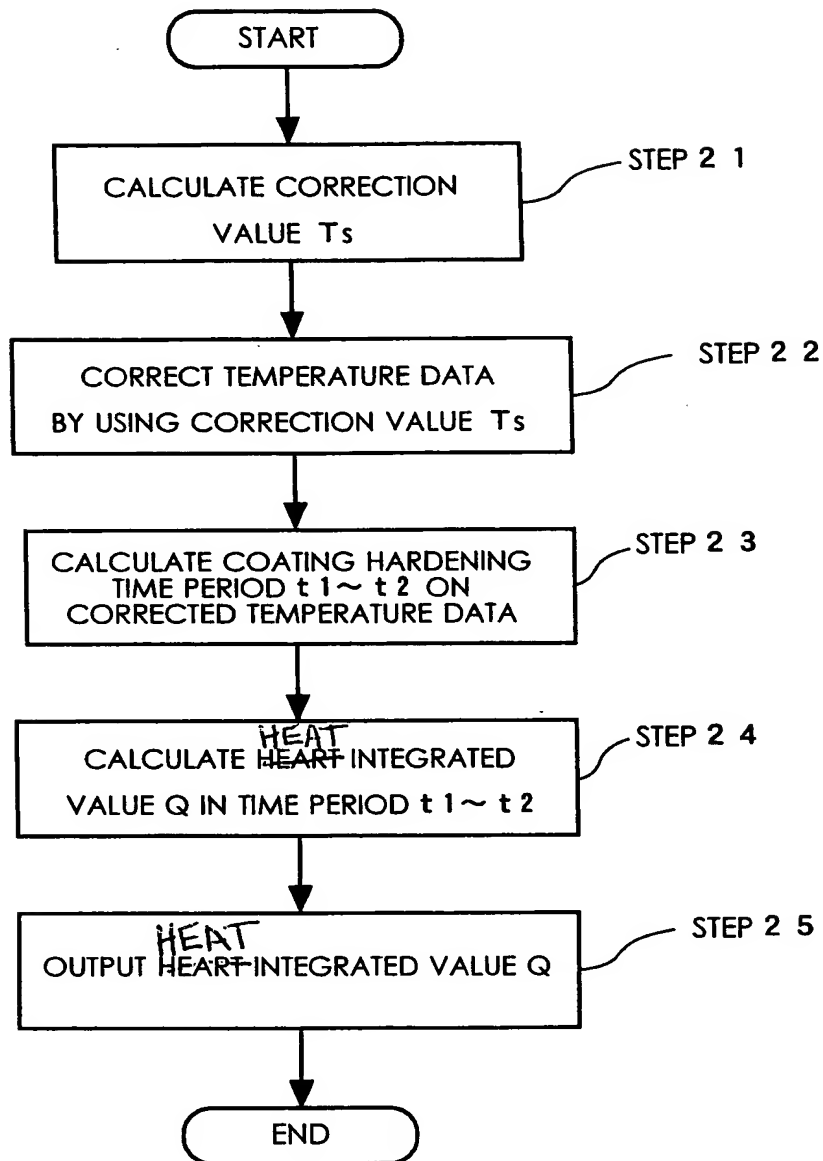 START
CALCULATE CORRECTION
VALUE Ts
STEP 2 1
CORRECT TEMPERATURE DATA
BY USING CORRECTION VALUE Ts
STEP 2 2
CALCULATE COATING HARDENING
TIME PERIOD t 1~ t 2 ON
CORRECTED TEMPERATURE DATA
STEP 2 3
HEAT
CALCULATE HEART INTEGRATED
VALUE Q IN TIME PERIOD t 1~ t 2
STEP 2 4
HEAT
OUTPUT HEART INTEGRATED VALUE Q
STEP 2 5
END